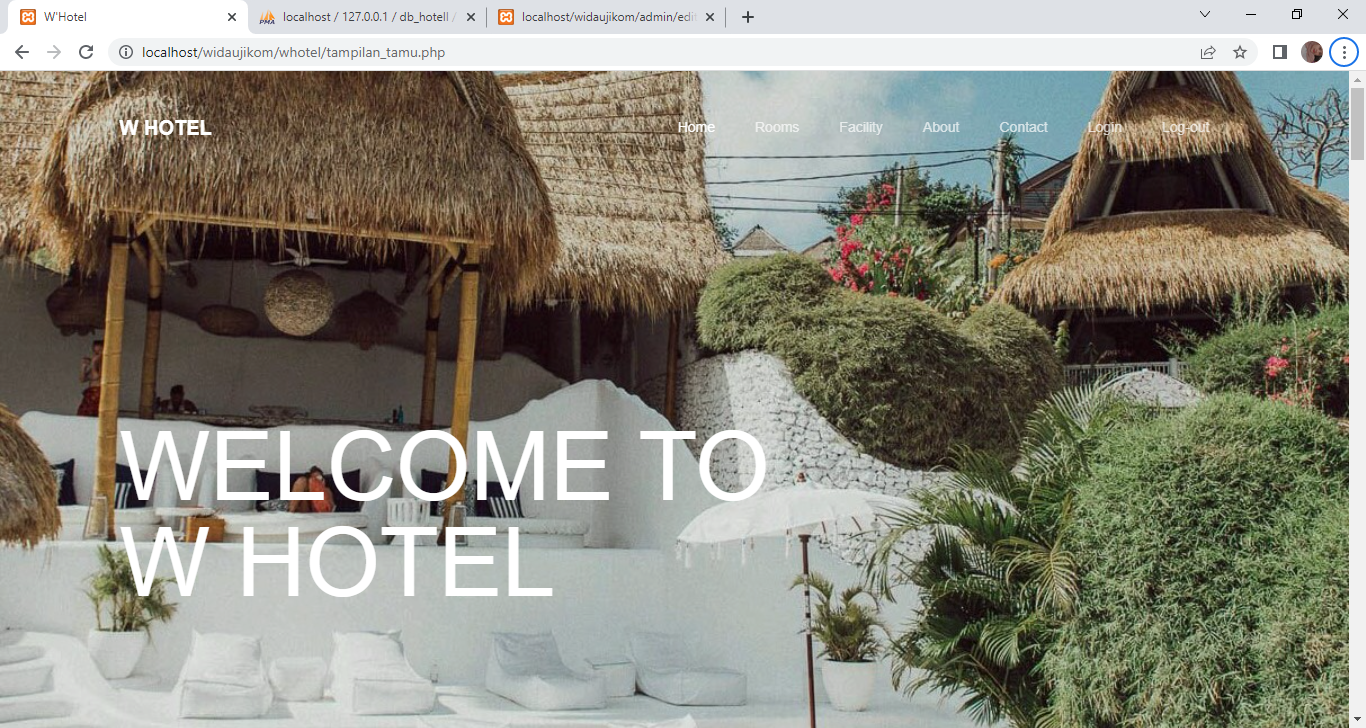 W'Hotel
localhost / 127.0.0.1 / db_hotell /
localhost/widaujikom/admin/edit
localhost/widaujikom/whotel/tampilan_tamu.php
W HOTEL
Home Rooms Facility About Contact Login Log-out
WELCOME TO
W HOTEL